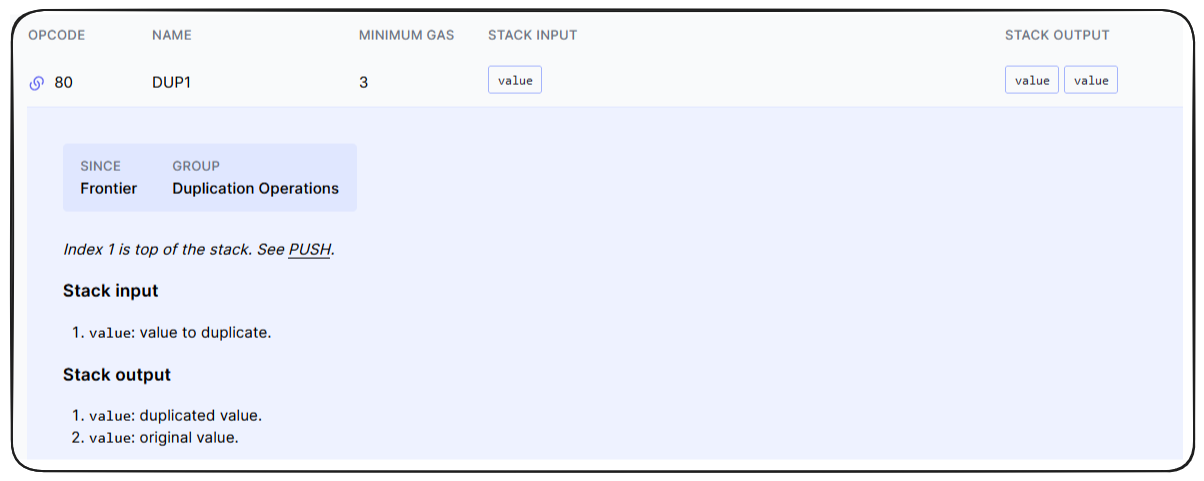 OPCODE NAME MINIMUM GAS STACK INPUT STACK OUTPUT
80 DUP1 3 value value value
SINCE GROUP
Frontier Duplication Operations
Index 1 is top of the stack. See PUSH.
Stack input
1. value: value to duplicate.
Stack output
1. value: duplicated value.
2. value: original value.